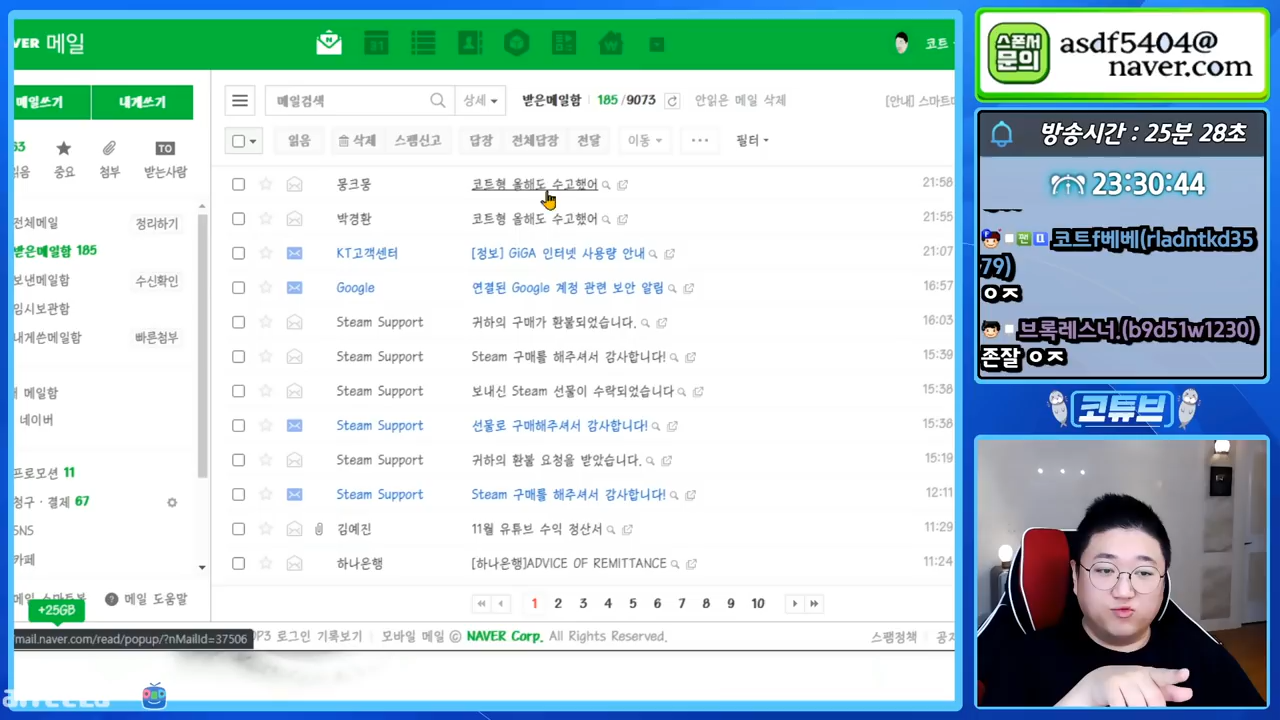 VER 메일
코트
메일쓰기
내게쓰기
메일검색
상세
받은메일함 185/9073
안읽은 메일 삭제
[안내] 스마트
읽음
삭제
스팸신고
답장
전체답장
전달
이동
필터
TO
중요
첨부
받는사람
전체메일
정리하기
받은메일함 185
보낸메일함
수신확인
임시보관함
내게쓴메일함
빠른첨부
메일함
네이버
프로모션 11
청구·결제 67
SNS
카페
메일 도움말
+25GB
mail.naver.com/read/popup/?nMailId=37506
뭉크뭉
코트형 올해도 수고했어
21:58
박경환
코트형 올해도 수고했어
21:55
KT고객센터
[정보] GiGA 인터넷 사용량 안내
21:07
Google
연결된 Google 계정 관련 보안 알림
16:57
Steam Support
귀하의 구매가 환불되었습니다.
16:03
Steam Support
Steam 구매를 해주셔서 감사합니다!
15:39
Steam Support
보내신 Steam 선물이 수락되었습니다
15:38
Steam Support
선물로 구매해주셔서 감사합니다!
15:38
Steam Support
귀하의 환불 요청을 받았습니다.
15:19
Steam Support
Steam 구매를 해주셔서 감사합니다!
12:11
김예진
11월 유튜브 수익 정산서
11:29
하나은행
[하나은행]ADVICE OF REMITTANCE
11:24
1 2 3 4 5 6 7 8 9 10
로그인 기록보기
모바일 메일 ⓒ NAVER Corp. All Rights Reserved.
스팸정책
스폰서
문의
asdf5404@
naver.com
방송시간 : 25분 28초
23:30:44
팬
코트f베베(rladntkd35
79)
ㅇㅈ
브록레스너.(b9d51w1230)
존잘 ㅇㅈ
코튜브